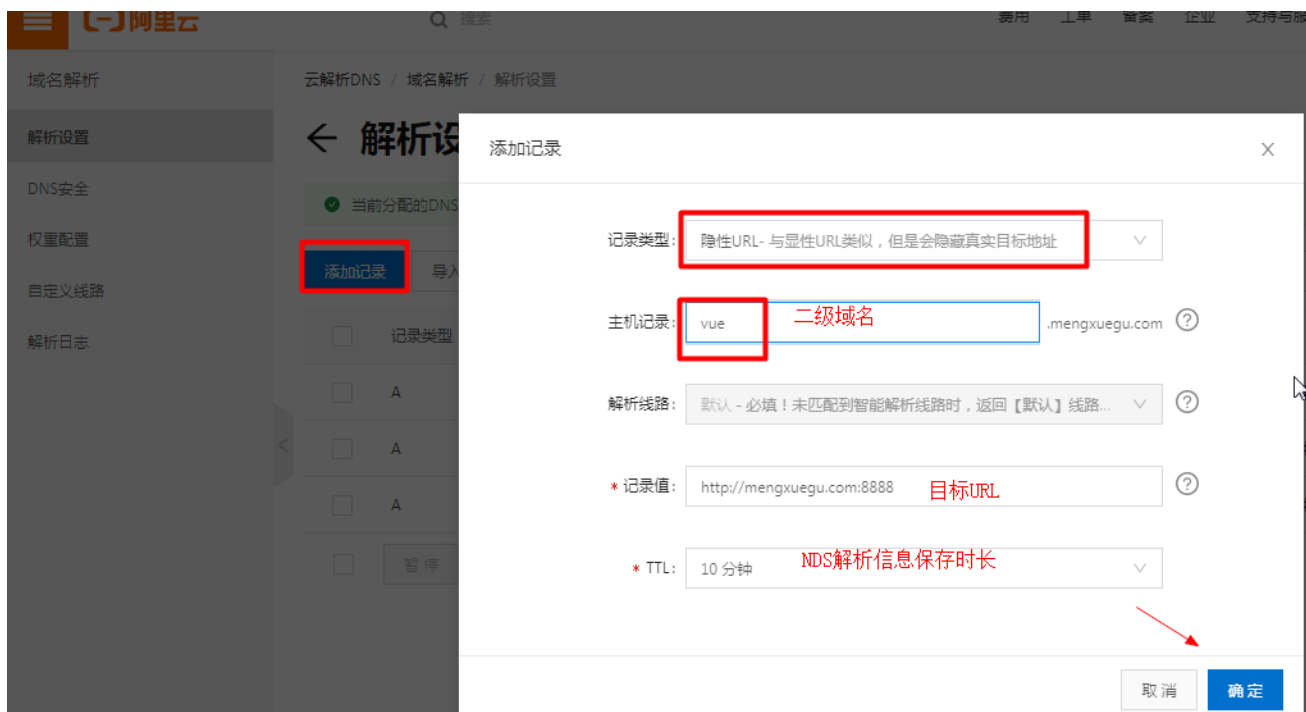 阿里云
搜索
费用 工单 备案 企业 支持与服
域名解析
云解析DNS / 域名解析 / 解析设置
解析设置
← 解析设
添加记录
DNS安全
当前分配的DNS
权重配置
记录类型: 隐性URL- 与显性URL类似，但是会隐藏真实目标地址
添加记录 导入
自定义线路
主机记录: vue 二级域名 .mengxuegu.com
解析日志
记录类型
A
解析线路: 默认 - 必填！未匹配到智能解析线路时，返回【默认】线路...
A
* 记录值: http://mengxuegu.com:8888 目标URL
A
暂停
* TTL: 10 分钟 NDS解析信息保存时长
取消 确定